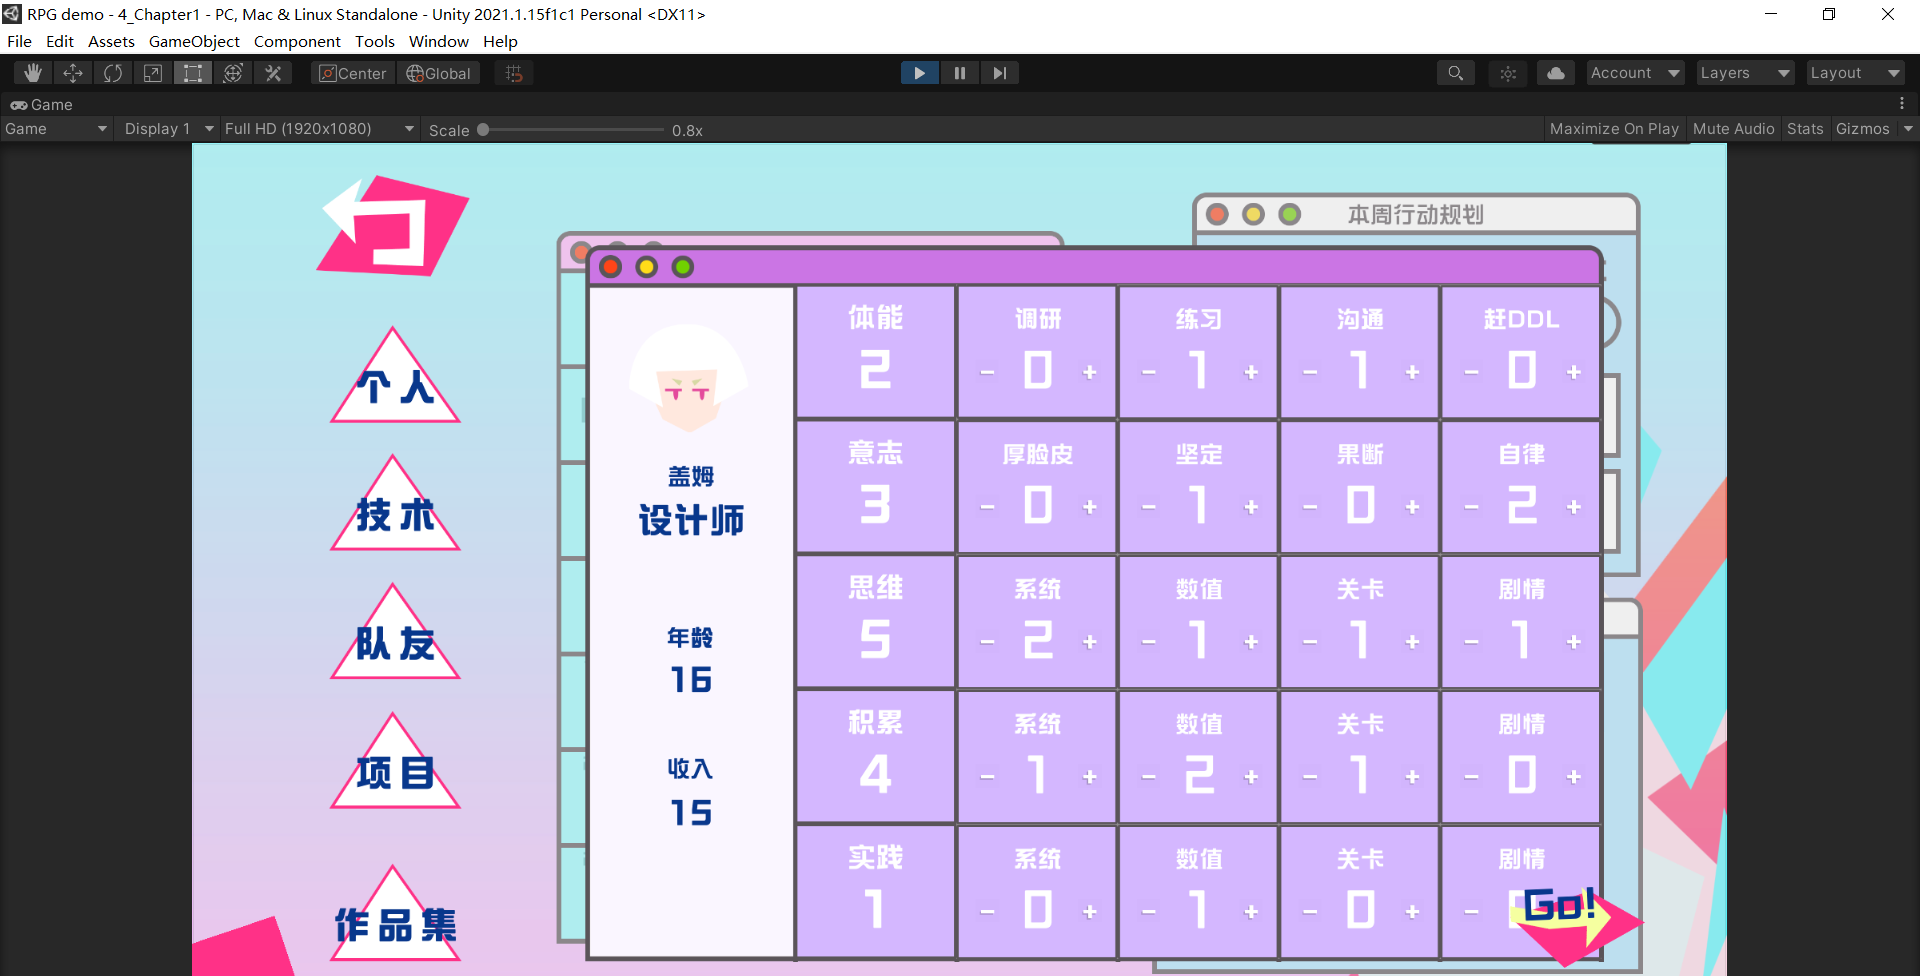 RPG demo - 4_Chapter1 - PC, Mac & Linux Standalone - Unity 2021.1.15f1c1 Personal <DX11>
File Edit Assets GameObject Component Tools Window Help
Center Global Account Layers Layout
Game
Game Display 1 Full HD (1920x1080) Scale 0.8x Maximize On Play Mute Audio Stats Gizmos
本周行动规划
个人
技术
队友
项目
作品集
盖姆
设计师
年龄
16
收入
15
体能 调研 练习 沟通 赶DDL
2 - 0 + - 1 + - 1 + - 0 +
意志 厚脸皮 坚定 果断 自律
3 - 0 + - 1 + - 0 + - 2 +
思维 系统 数值 关卡 剧情
5 - 2 + - 1 + - 1 + - 1 +
积累 系统 数值 关卡 剧情
4 - 1 + - 2 + - 1 + - 0 +
实践 系统 数值 关卡 剧情
1 - 0 + - 1 + - 0 + -
Go!